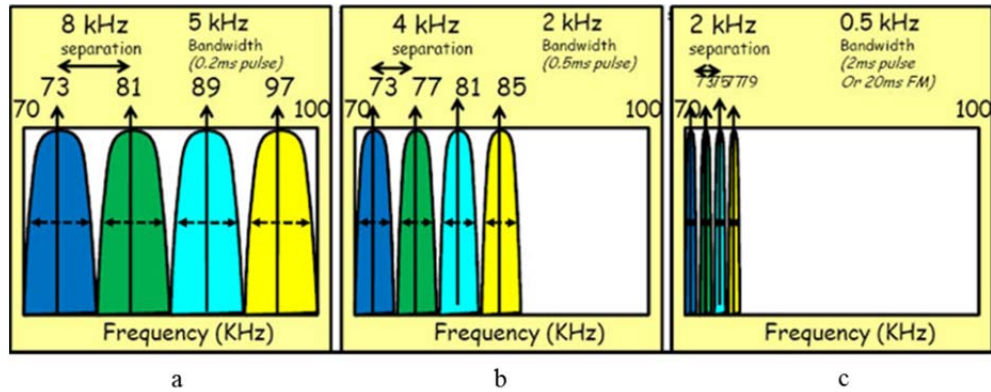 8 kHz
separation
5 kHz
Bandwidth
(0.2ms pulse)
73 81 89 97
70 100
Frequency (KHz)
a
4 kHz
separation
2 kHz
Bandwidth
(0.5ms pulse)
73 77 81 85
70 100
Frequency (KHz)
b
2 kHz
separation
0.5 kHz
Bandwidth
(2ms pulse
Or 20ms FM)
73757779
70 100
Frequency (KHz)
c